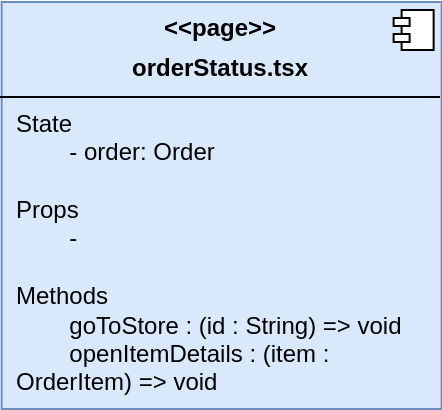 <<page>>
orderStatus.tsx
State
- order: Order
Props
-
Methods
goToStore : (id : String) => void
openItemDetails : (item :
OrderItem) => void